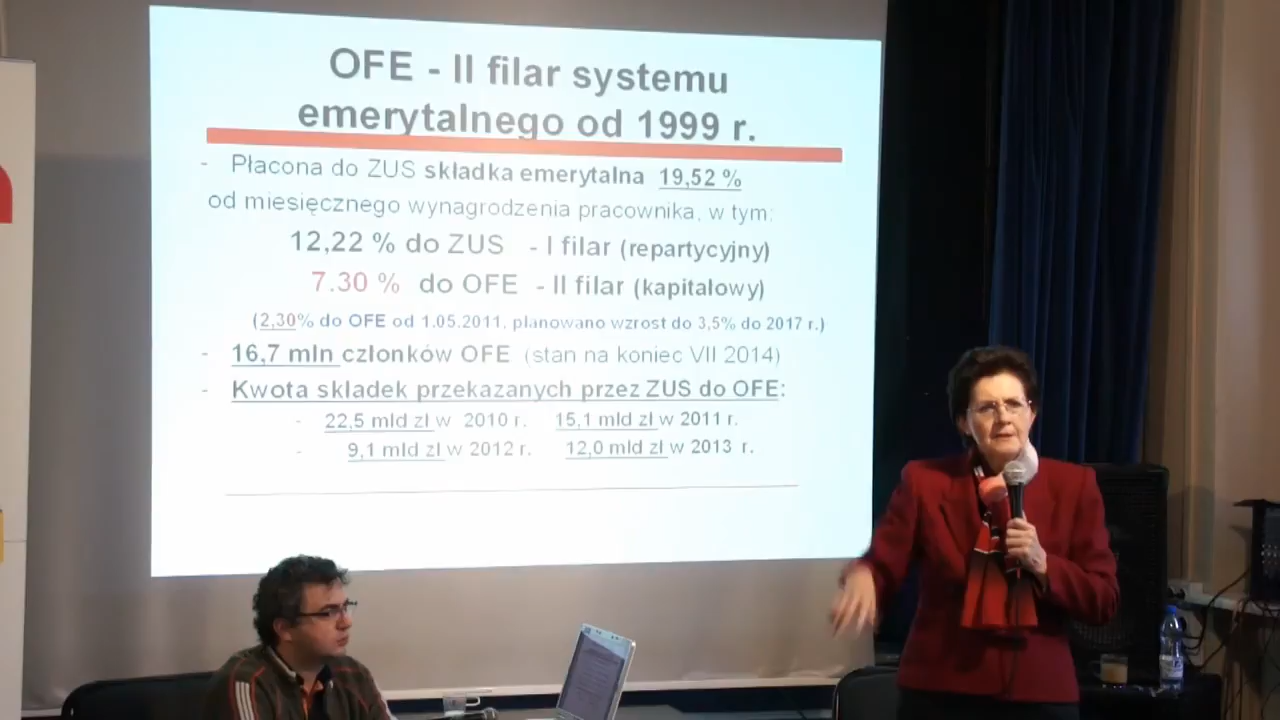 OFE - II filar systemu
emerytalnego od 1999 r.
- Płacona do ZUS składka emerytalna 19,52 %
od miesięcznego wynagrodzenia pracownika, w tym:
12,22 % do ZUS - I filar (repartycyjny)
7.30 % do OFE - II filar (kapitałowy)
(2,30% do OFE od 1.05.2011, planowano wzrost do 3,5% do 2017 r.)
- 16,7 mln członków OFE (stan na koniec VII 2014)
- Kwota składek przekazanych przez ZUS do OFE:
- 22,5 mld zł w 2010 r. 15,1 mld zł w 2011 r.
- 9,1 mld zł w 2012 r. 12,0 mld zł w 2013 r.